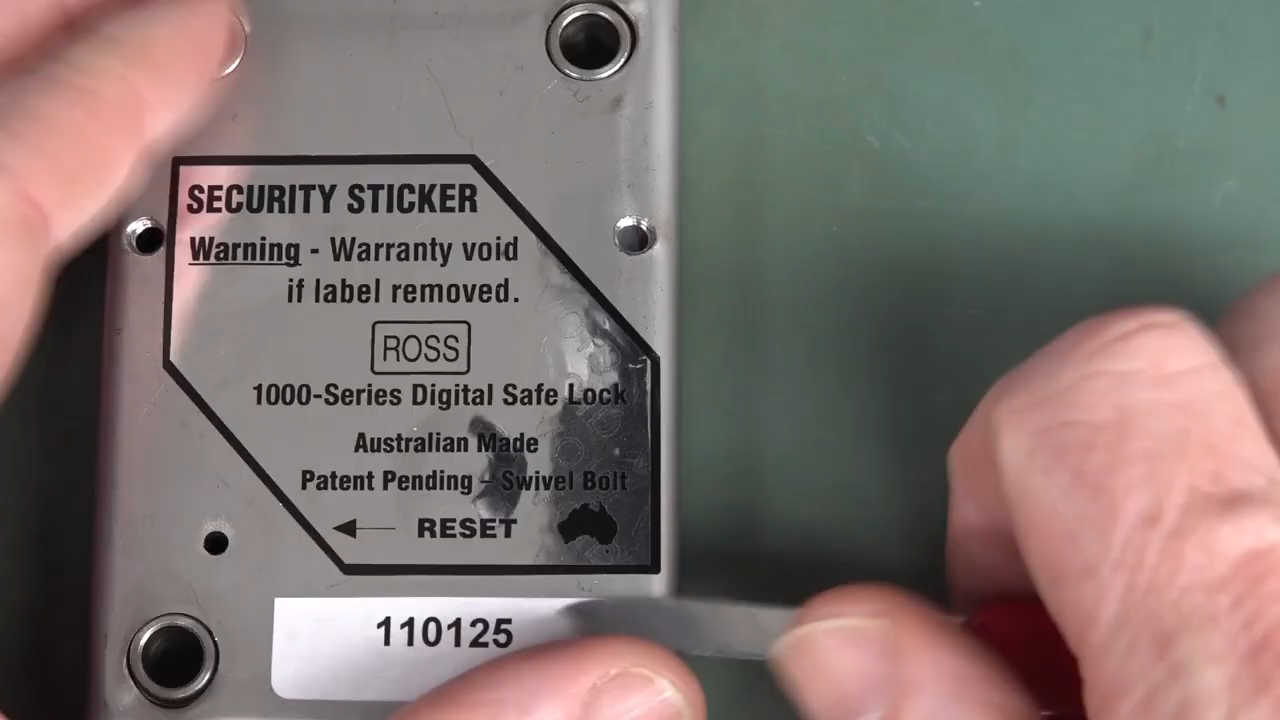 SECURITY STICKER
Warning - Warranty void
if label removed.
ROSS
1000-Series Digital Safe Lock
Australian Made
Patent Pending - Swivel Bolt
RESET
110125